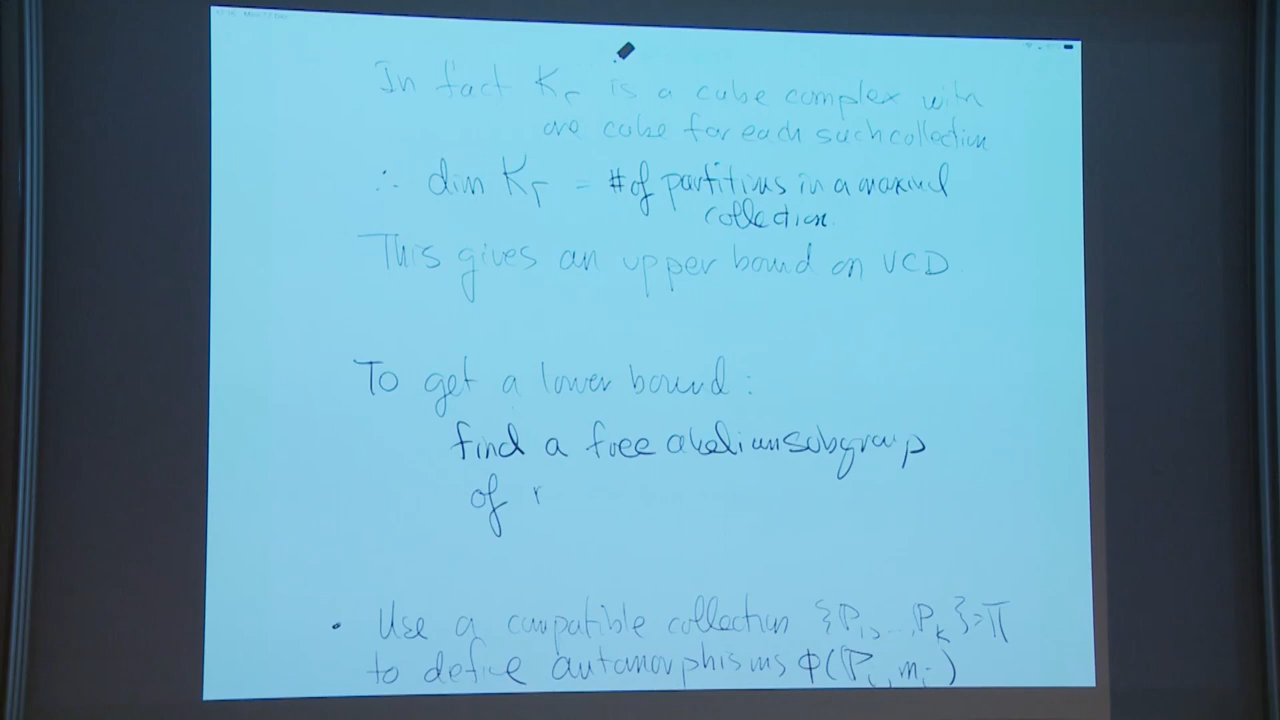 In fact K_Γ is a cube complex with
one cube for each such collection
∴ dim K_Γ = # of partitions in a maximal
collection.
This gives an upper bound on VCD.
To get a lower bound:
find a free abelian subgroup
of r
• Use a compatible collection {P_1, ..., P_k} = Π
to define automorphisms φ(P_i, m_i)